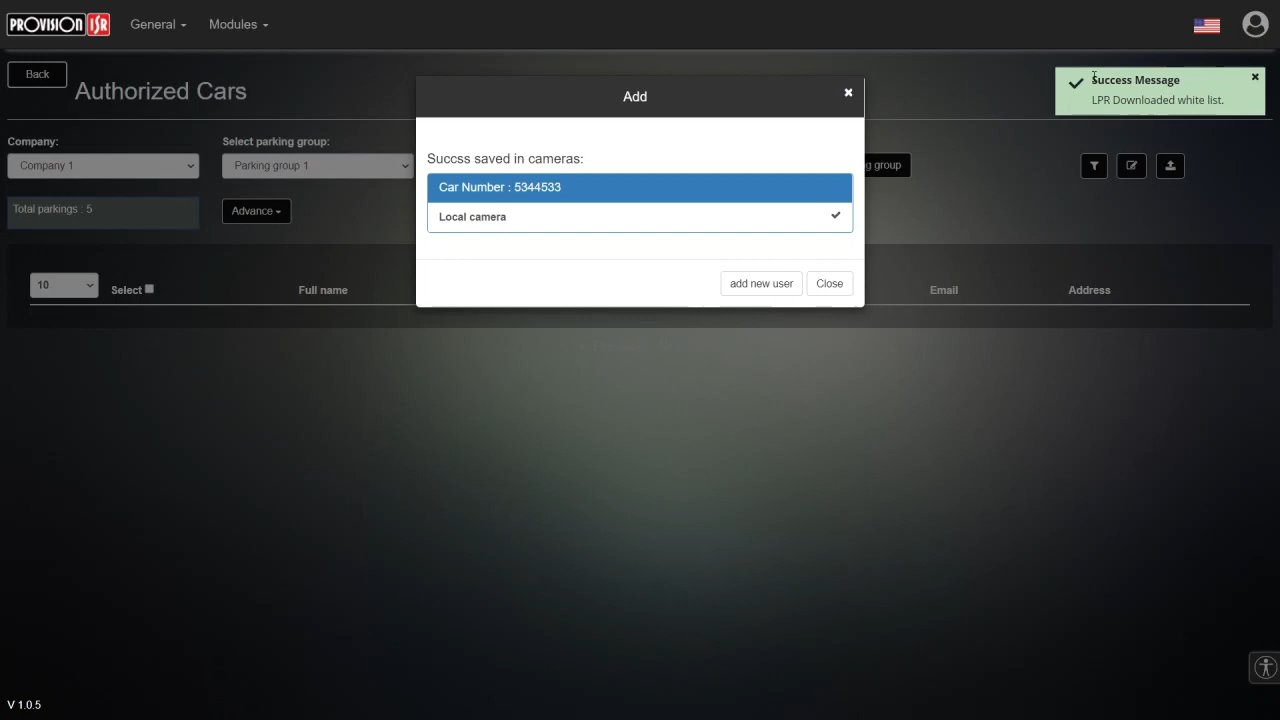 PROVISION ISR
General
Modules
Back
Authorized Cars
Add
Success Message
LPR Downloaded white list.
Company:
Select parking group:
Company 1
Parking group 1
g group
Succss saved in cameras:
Car Number : 5344533
Local camera
Total parkings : 5
Advance
10
Select
Full name
Email
Address
add new user
Close
V 1.0.5